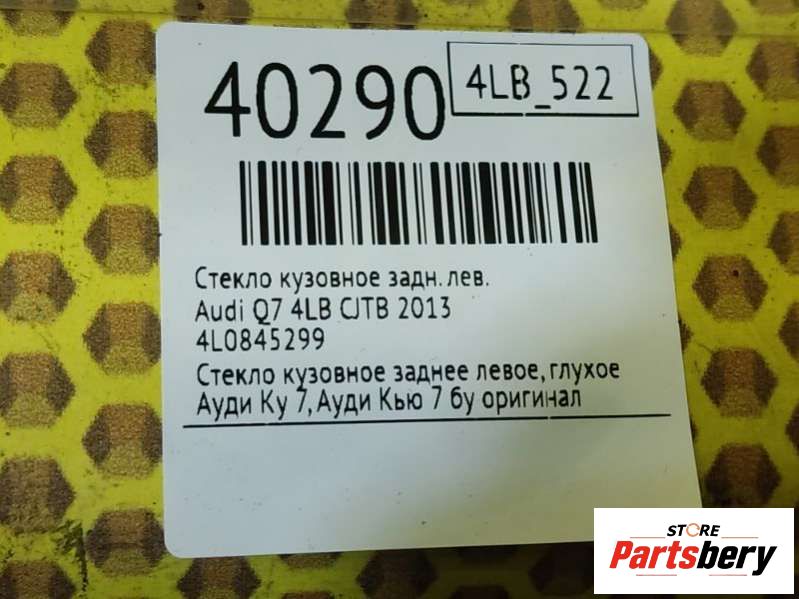 40290
4LB_522
Стекло кузовное задн. лев.
Audi Q7 4LB CJTB 2013
4L0845299
Стекло кузовное заднее левое, глухое
Ауди Ку 7, Ауди Кью 7 бу оригинал
STORE
Partsbery